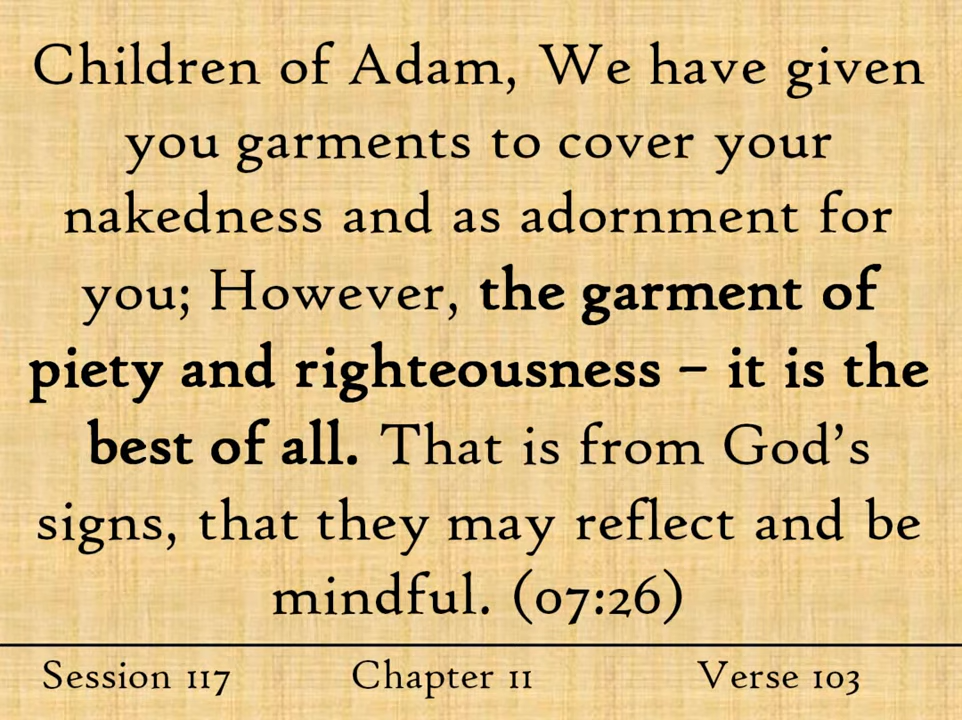 Children of Adam, We have given
you garments to cover your
nakedness and as adornment for
you; However, the garment of
piety and righteousness – it is the
best of all. That is from God’s
signs, that they may reflect and be
mindful. (07:26)
Session 117 Chapter 11 Verse 103